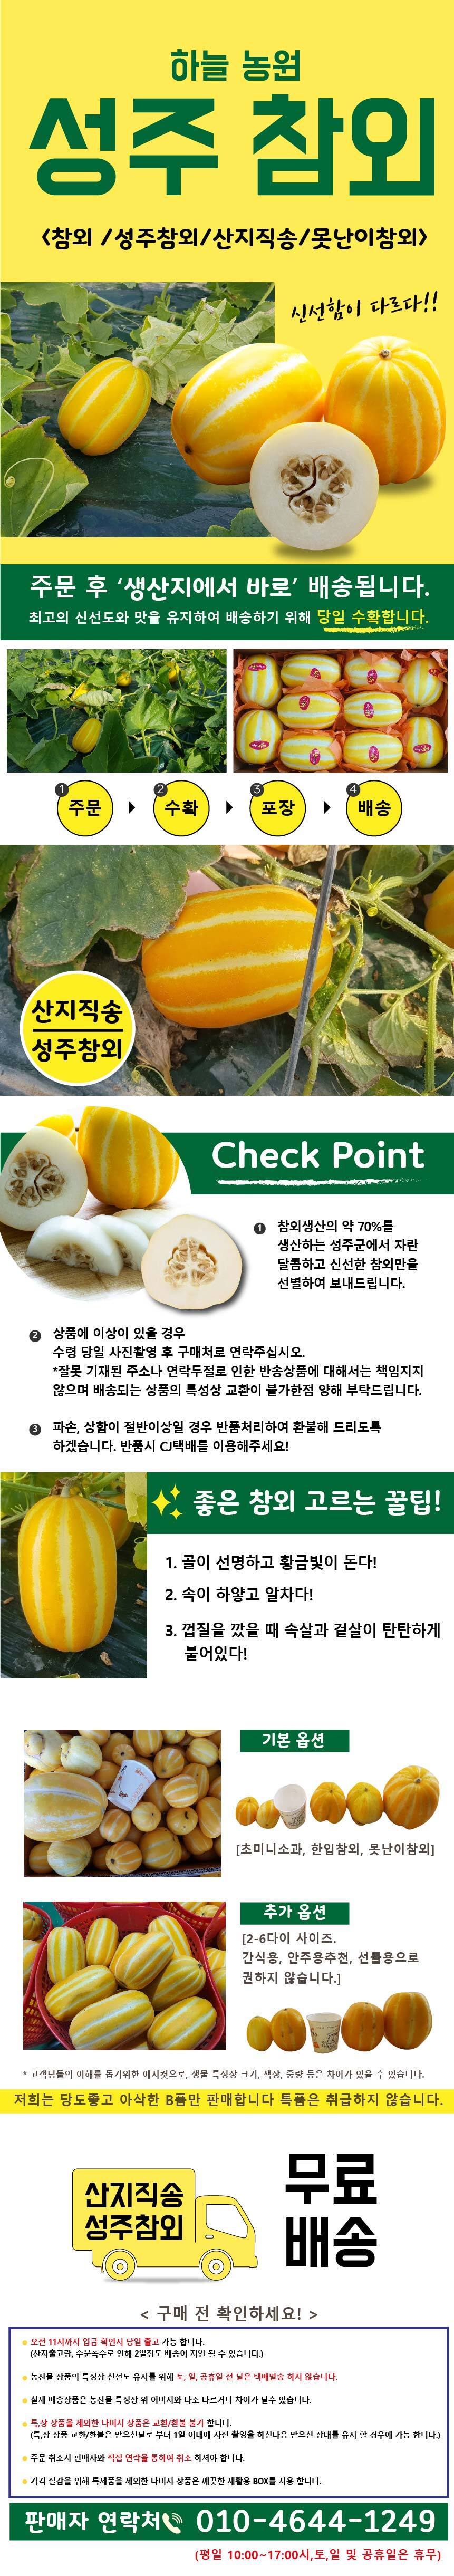 하늘 농원
성주 참외
<참외 /성주참외/산지직송/못난이참외>
신선함이 다르다!!
주문 후 ‘생산지에서 바로’ 배송됩니다.
최고의 신선도와 맛을 유지하여 배송하기 위해 당일 수확합니다.
1 주문
2 수확
3 포장
4 배송
산지직송
성주참외
Check Point
1 참외생산의 약 70%를
생산하는 성주군에서 자란
달콤하고 신선한 참외만을
선별하여 보내드립니다.
2 상품에 이상이 있을 경우
수령 당일 사진촬영 후 구매처로 연락주십시오.
*잘못 기재된 주소나 연락두절로 인한 반송상품에 대해서는 책임지지
않으며 배송되는 상품의 특성상 교환이 불가한점 양해 부탁드립니다.
3 파손, 상함이 절반이상일 경우 반품처리하여 환불해 드리도록
하겠습니다. 반품시 CJ택배를 이용해주세요!
좋은 참외 고르는 꿀팁!
1. 골이 선명하고 황금빛이 돈다!
2. 속이 하얗고 알차다!
3. 껍질을 깠을 때 속살과 겉살이 탄탄하게
붙어있다!
기본 옵션
[초미니소과, 한입참외, 못난이참외]
추가 옵션
[2-6다이 사이즈.
간식용, 안주용추천, 선물용으로
권하지 않습니다.]
* 고객님들의 이해를 돕기위한 예시컷으로, 생물 특성상 크기, 색상, 중량 등은 차이가 있을 수 있습니다.
저희는 당도좋고 아삭한 B품만 판매합니다 특품은 취급하지 않습니다.
산지직송
성주참외
무료
배송
< 구매 전 확인하세요! >
오전 11시까지 입금 확인시 당일 출고 가능 합니다.
(산지출고량, 주문폭주로 인해 2일정도 배송이 지연 될 수 있습니다.)
농산물 상품의 특성상 신선도 유지를 위해 토, 일, 공휴일 전 날은 택배발송 하지 않습니다.
실제 배송상품은 농산물 특성상 위 이미지와 다소 다르거나 차이가 날수 있습니다.
특,상 상품을 제외한 나머지 상품은 교환/환불 불가 합니다.
(특,상 상품 교환/환불은 받으신날로 부터 1일 이내에 사진 촬영을 하신다음 받으신 상태를 유지 할 경우에 가능 합니다.)
주문 취소시 판매자와 직접 연락을 통하여 취소 하셔야 합니다.
가격 절감을 위해 특제품을 제외한 나머지 상품은 깨끗한 재활용 BOX를 사용 합니다.
판매자 연락처 010-4644-1249
(평일 10:00~17:00시,토,일 및 공휴일은 휴무)